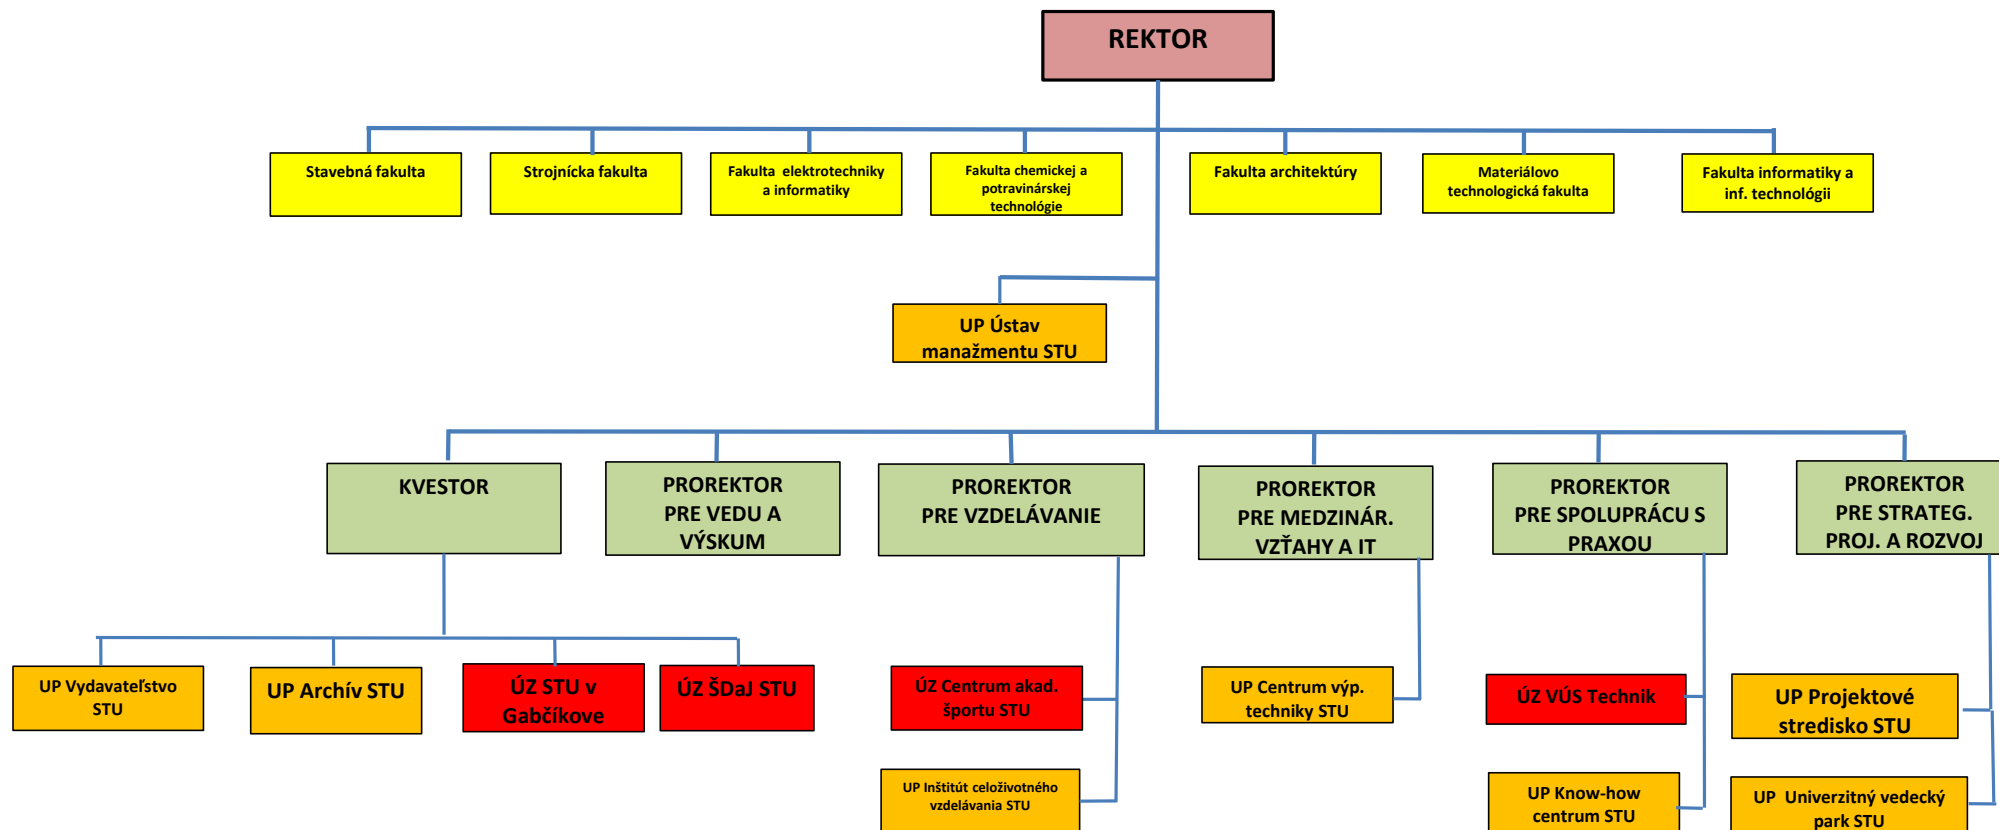 REKTOR
Stavebná fakulta
Strojnícka fakulta
Fakulta elektrotechniky
a informatiky
Fakulta chemickej a
potravinárskej
technológie
Fakulta architektúry
Materiálovo
technologická fakulta
Fakulta informatiky a
inf. technológii
UP Ústav
manažmentu STU
KVESTOR
PROREKTOR
PRE VEDU A
VÝSKUM
PROREKTOR
PRE VZDELÁVANIE
PROREKTOR
PRE MEDZINÁR.
VZŤAHY A IT
PROREKTOR
PRE SPOLUPRÁCU S
PRAXOU
PROREKTOR
PRE STRATEG.
PROJ. A ROZVOJ
UP Vydavateľstvo
STU
UP Archív STU
ÚZ STU v
Gabčíkove
ÚZ ŠDaJ STU
ÚZ Centrum akad.
športu STU
UP Centrum výp.
techniky STU
ÚZ VÚS Technik
UP Projektové
stredisko STU
UP Inštitút celoživotného
vzdelávania STU
UP Know-how
centrum STU
UP Univerzitný vedecký
park STU